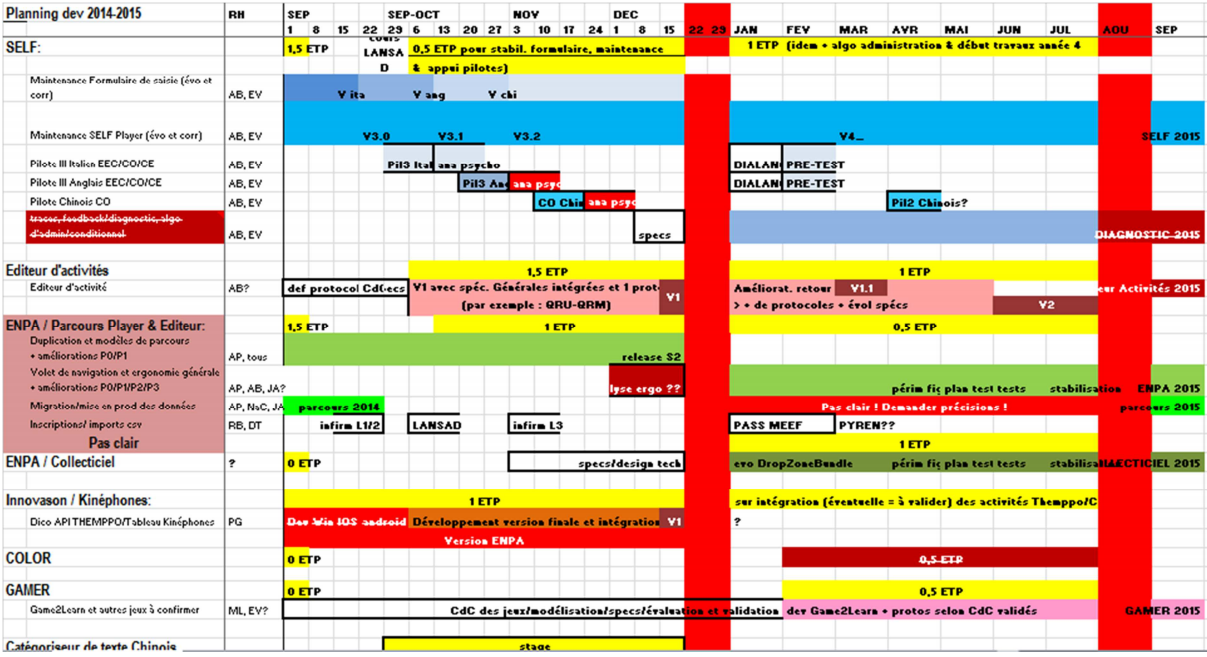 Planning dev 2014-2015 RH SEP SEP-OCT NOV DEC
1 8 15 22 29 6 13 20 27 3 10 17 24 1 8 15 22 29 JAN FEV MAR AVR MAI JUN JUL AOU SEP
SELF: 1,5 ETP cours LANSA D 0,5 ETP pour stabil. formulaire, maintenance & appui pilotes) 1 ETP (idem + algo administration & début travaux année 4
Maintenance Formulaire de saisie (évo et corr) AB, EV V ita V ang V chi
Maintenance SELF Player (évo et corr) AB, EV V3.0 V3.1 V3.2 V4_ SELF 2015
Pilote III Italien EEC/CO/CE AB, EV Pil3 Ital ana psycho DIALAN PRE-TEST
Pilote III Anglais EEC/CO/CE AB, EV Pil3 An ana psyc DIALAN PRE-TEST
Pilote Chinois CO AB, EV CO Chin ana psyc Pil2 Chinois?
traces, feedback/diagnostic, algo d'admin/conditionnel AB, EV specs DIAGNOSTIC 2015
Editeur d'activités 1,5 ETP 1 ETP
Editeur d'activité AB? def protocol CdC ecs V1 avec spéc. Générales intégrées et 1 prot (par exemple : QRU-QRM) V1 Améliorat. retour V1.1 eur Activités 2015
> + de protocoles + évol spécs V2
ENPA / Parcours Player & Editeur: 1,5 ETP 1 ETP 0,5 ETP
Duplication et modèles de parcours
+ améliorations P0/P1 AP, tous release S2
Volet de navigation et ergonomie générale
+ améliorations P0/P1/P2/P3 AP, AB, JA? lyse ergo ?? périm fig plan test tests stabilisation ENPA 2015
Migration/mise en prod des données AP, NaC, JA parcours 2014 Pas clair ! Demander précisions ! parcours 2015
Inscriptions/ imports csv RB, DT infirm L1/2 LANSAD infirm L3 PASS MEEF PYREN??
Pas clair 1 ETP
ENPA / Collecticiel ? 0 ETP specs/design tech evo DropZoneBundle périm fig plan test tests stabilisa LECTICIEL 2015
Innovason / Kinéphones: 1 ETP sur intégration (éventuelle = à valider) des activités Themppo/C
Dico API THEMPPO/Tableau Kinéphones PG Dev Win IOS android Développement version finale et intégration V1 ?
Version ENPA
COLOR 0 ETP 0,5 ETP
GAMER 0 ETP 0,5 ETP
Game2Learn et autres jeux à confirmer ML, EV? CdC des jeux/modélisation/specs/évaluation et validation dev Game2Learn + protos selon CdC validés GAMER 2015
Catégoriseur de texte Chinois stage